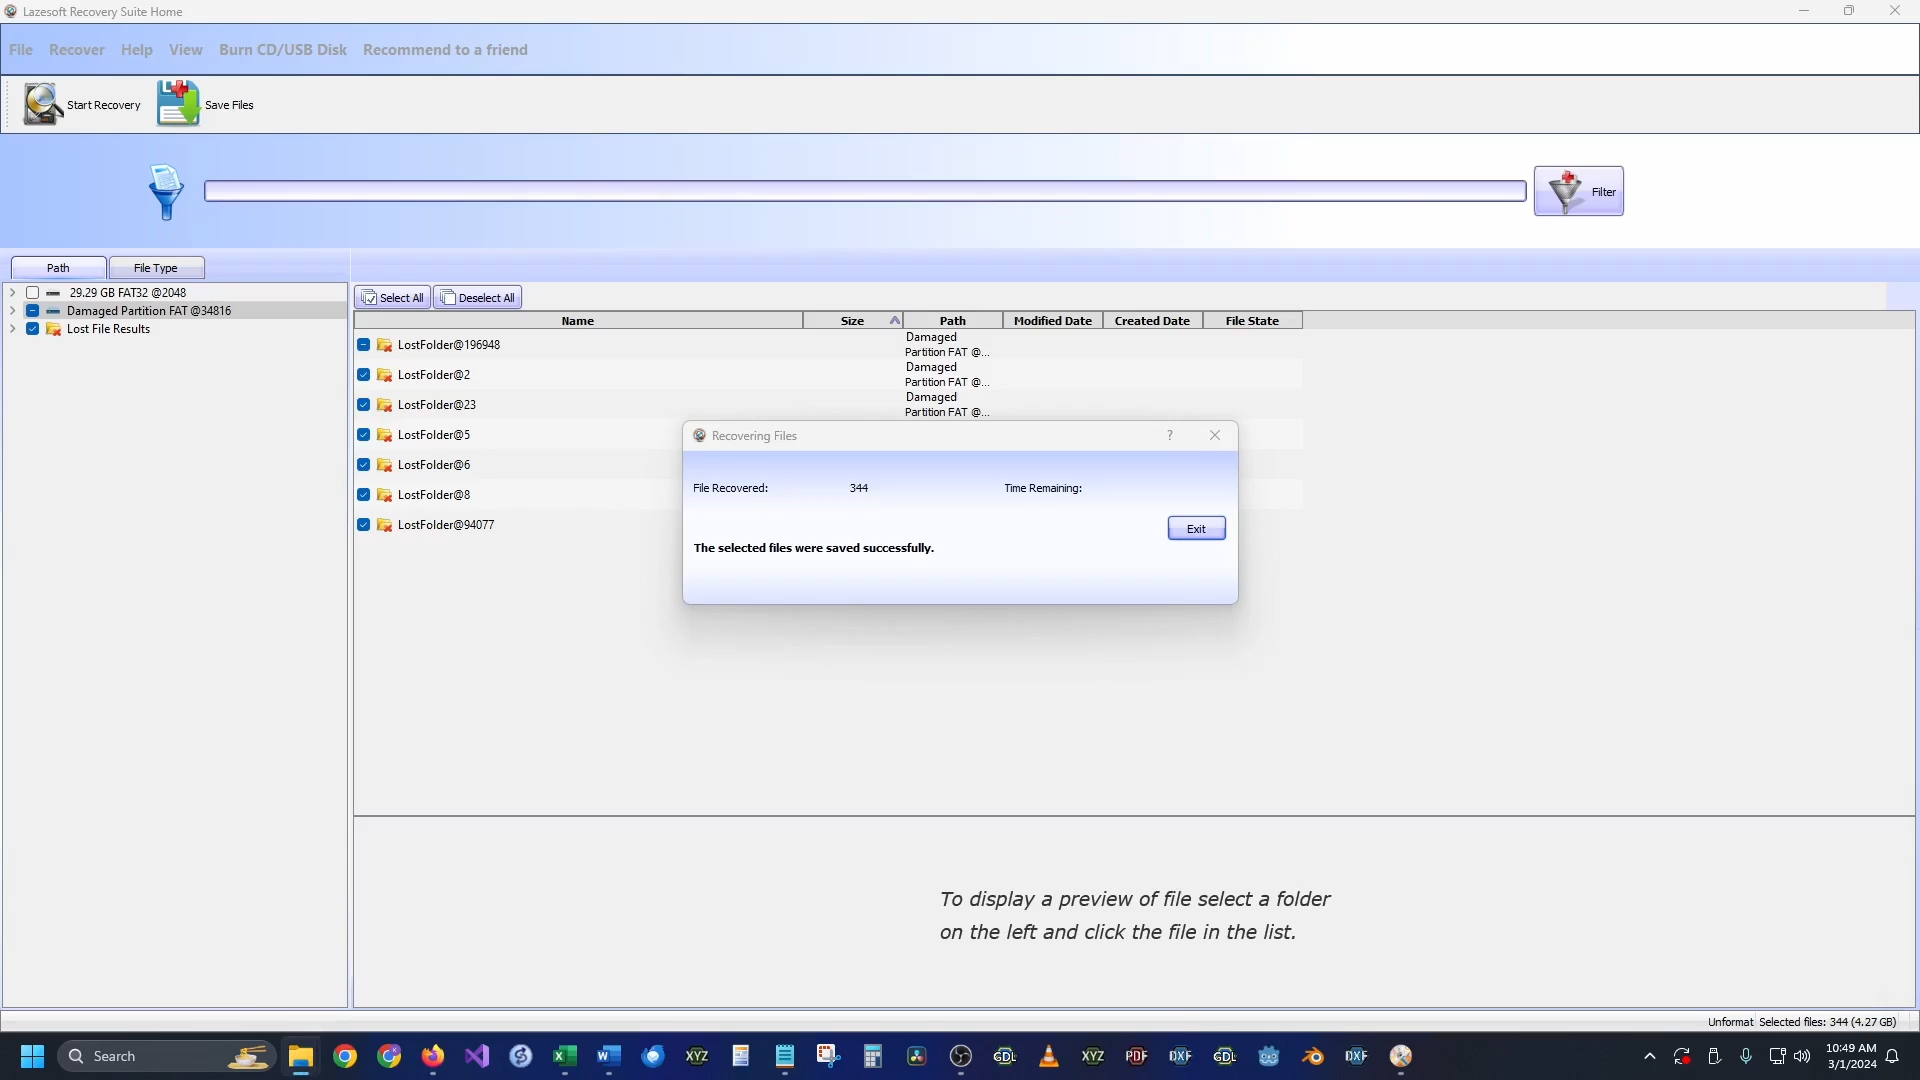 Lazesoft Recovery Suite Home
File Recover Help View Burn CD/USB Disk Recommend to a friend
Start Recovery Save Files
Filter
Path File Type
29.29 GB FAT32 @2048
Damaged Partition FAT @34816
Lost File Results
Select All Deselect All
Name Size Path Modified Date Created Date File State
LostFolder@196948
Damaged
Partition FAT @...
LostFolder@2
Damaged
Partition FAT @...
LostFolder@23
Damaged
Partition FAT @...
LostFolder@5
LostFolder@6
LostFolder@8
LostFolder@94077
Recovering Files ?
File Recovered: 344 Time Remaining:
Exit
The selected files were saved successfully.
To display a preview of file select a folder
on the left and click the file in the list.
Unformat Selected files: 344 (4.27 GB)
Search
XYZ
GDL
XYZ
PDF
DXF
GDL
DXF
10:49 AM
3/1/2024